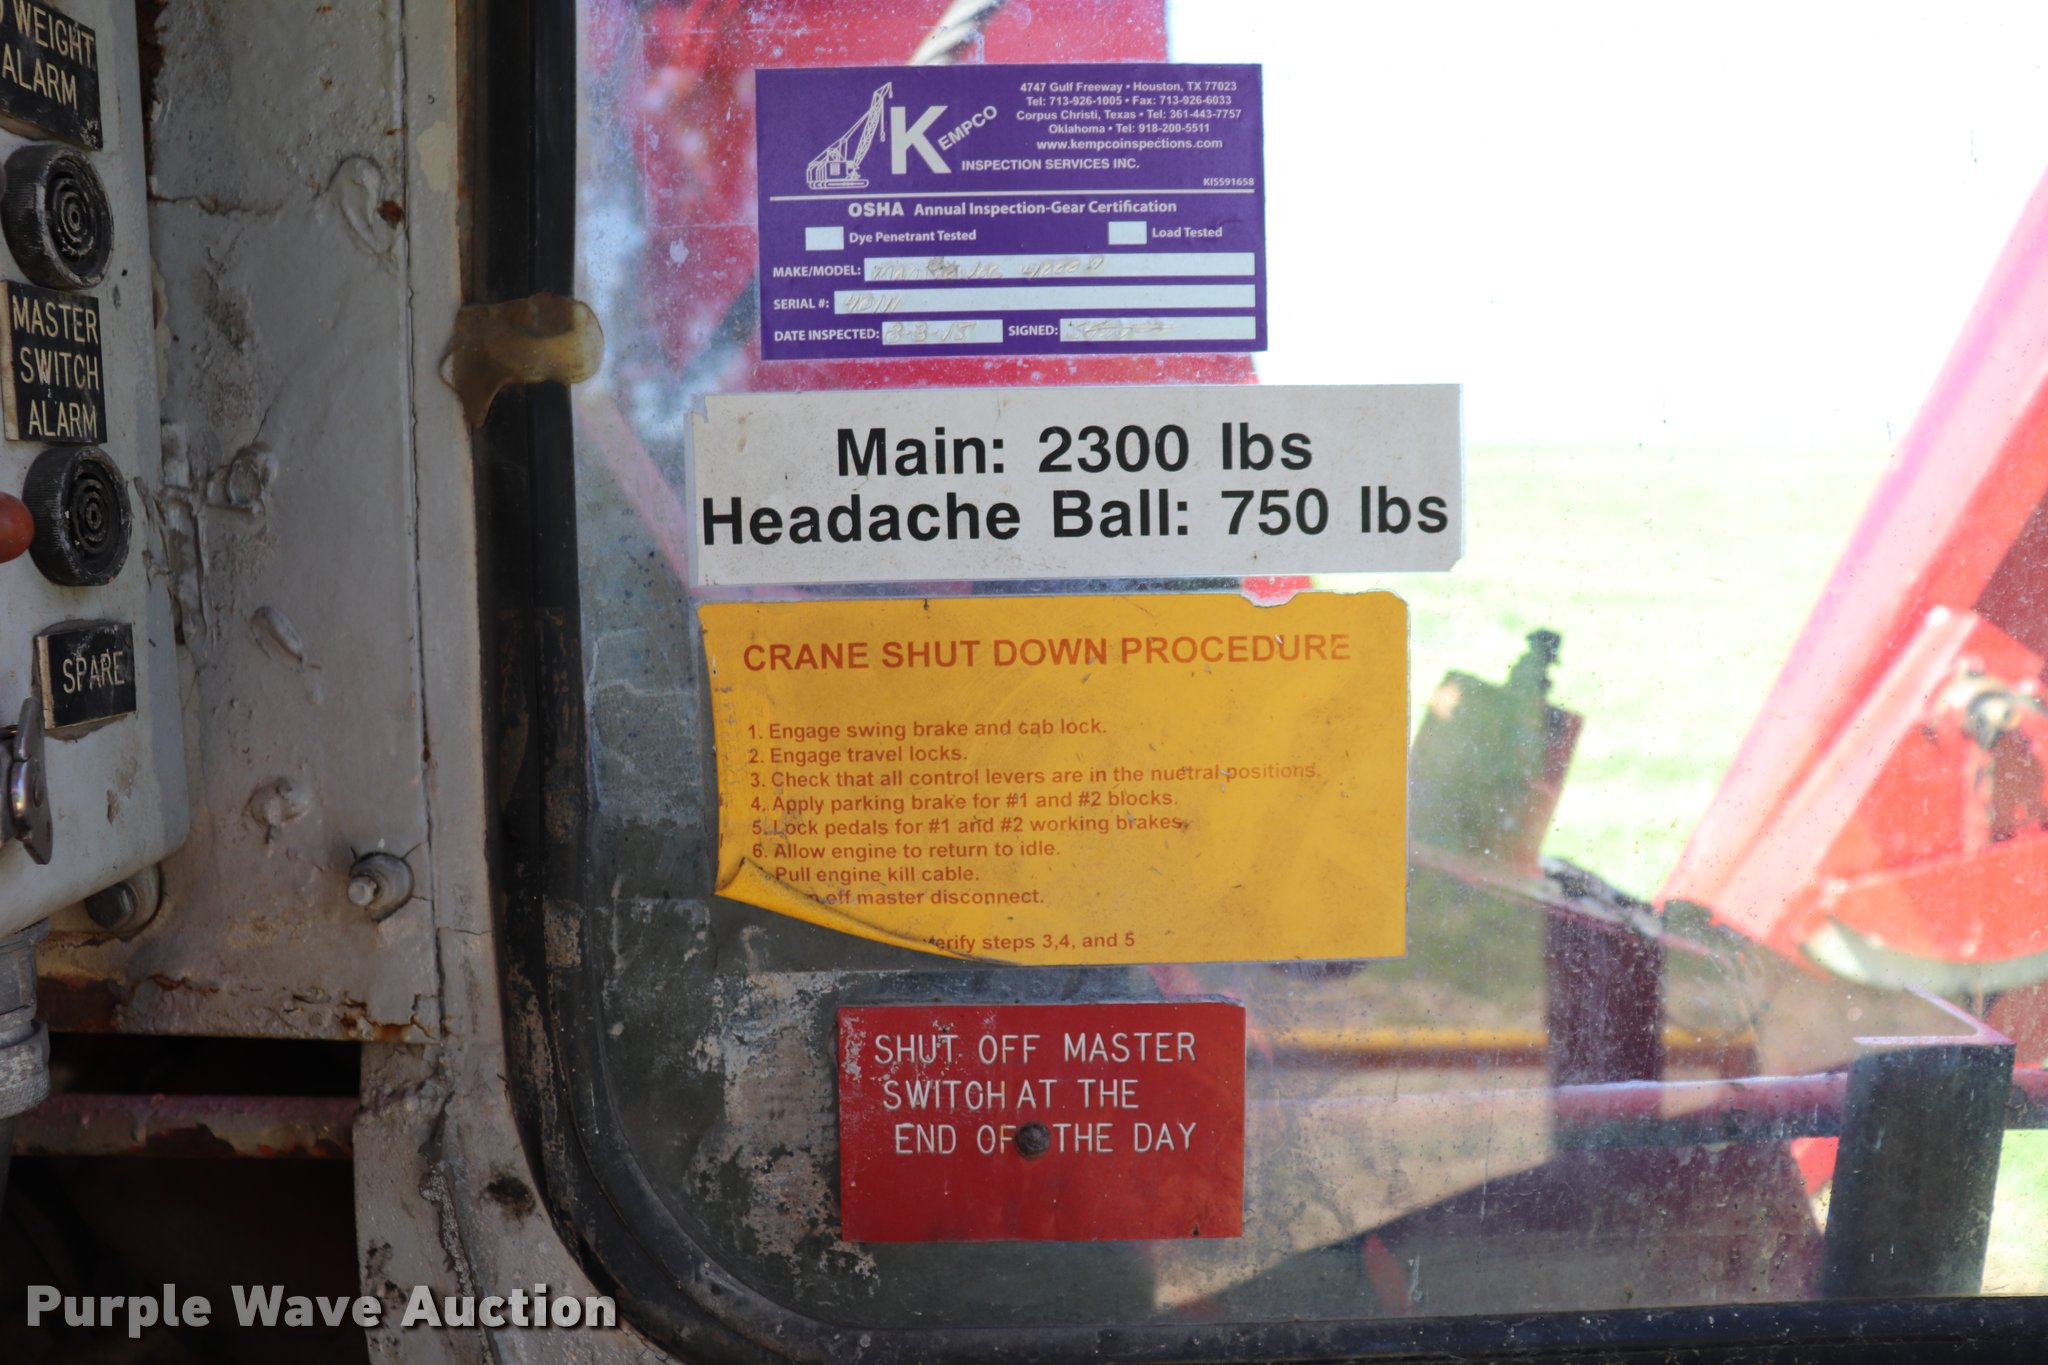 WEIGHT
ALARM
MASTER
SWITCH
ALARM
SPARE
KEMPCO
INSPECTION SERVICES INC.
4747 Gulf Freeway • Houston, TX 77023
Tel: 713-926-1005 • Fax: 713-926-6033
Corpus Christi, Texas • Tel: 361-443-7757
Oklahoma • Tel: 918-200-5511
www.kempcoinspections.com
KIS591658
OSHA Annual Inspection-Gear Certification
Dye Penetrant Tested
Load Tested
MAKE/MODEL:
SERIAL #:
DATE INSPECTED: 8-3-15 SIGNED:
Main: 2300 lbs
Headache Ball: 750 lbs
CRANE SHUT DOWN PROCEDURE
1. Engage swing brake and cab lock.
2. Engage travel locks.
3. Check that all control levers are in the nuetral positions.
4. Apply parking brake for #1 and #2 blocks.
5. Lock pedals for #1 and #2 working brakes.
6. Allow engine to return to idle.
Pull engine kill cable.
off master disconnect.
verify steps 3,4, and 5
SHUT OFF MASTER
SWITCH AT THE
END OF THE DAY
Purple Wave Auction